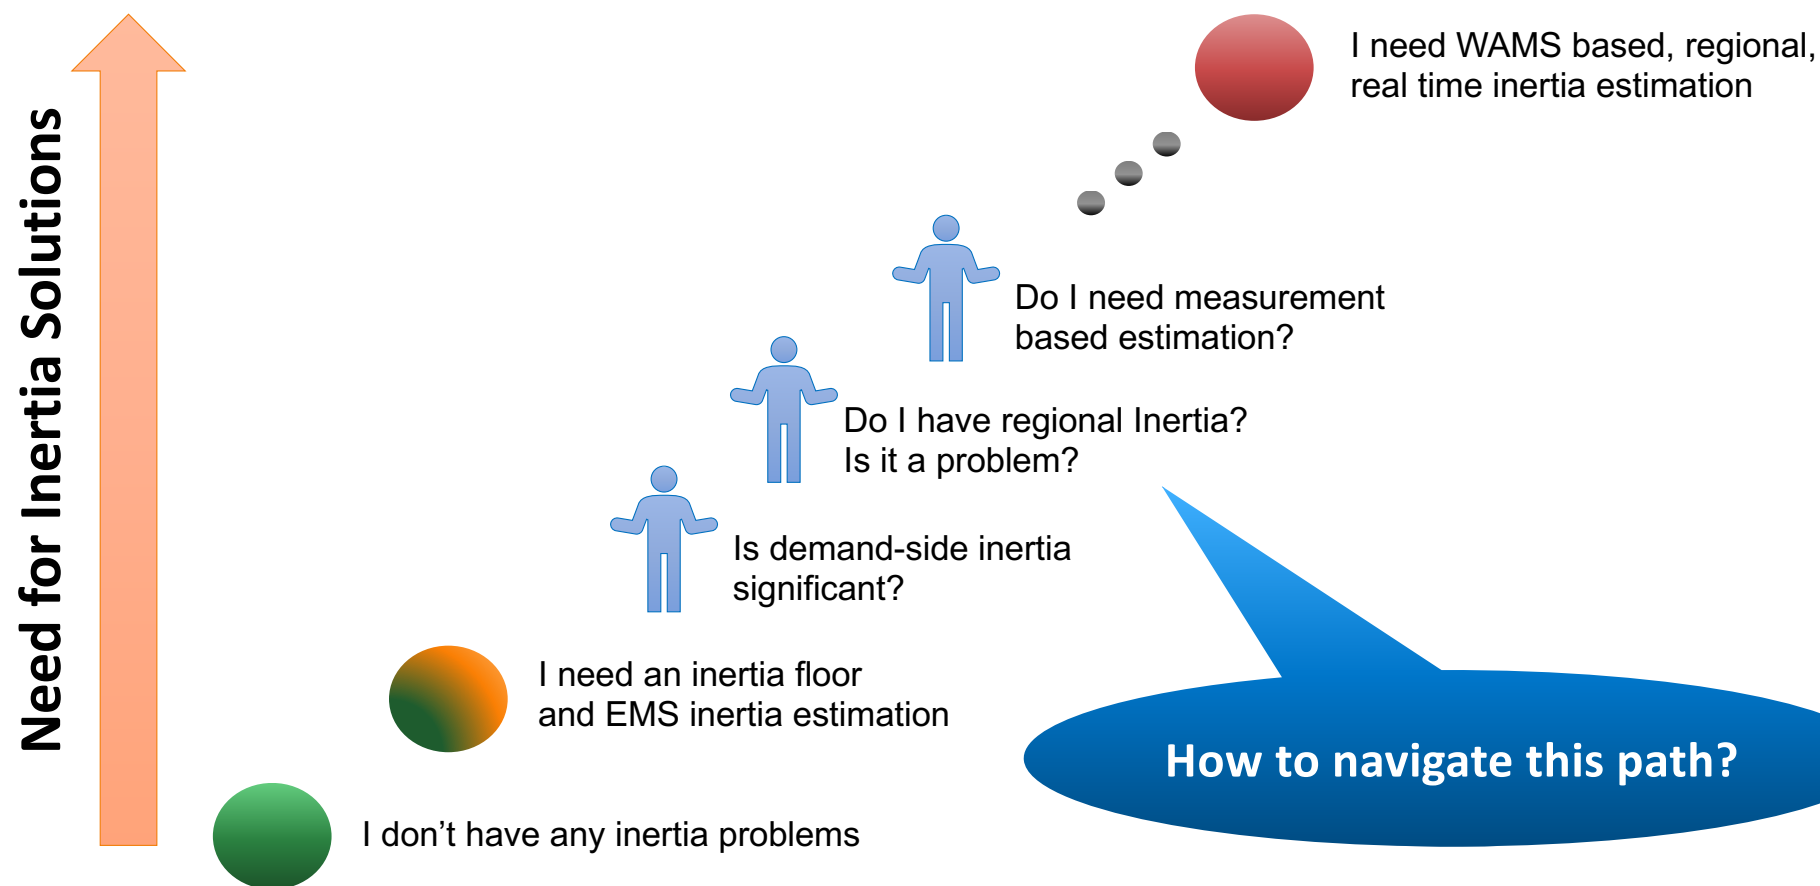 Need for Inertia Solutions
I need WAMS based, regional,
real time inertia estimation
Do I need measurement
based estimation?
Do I have regional Inertia?
Is it a problem?
Is demand-side inertia
significant?
I need an inertia floor
and EMS inertia estimation
How to navigate this path?
I don’t have any inertia problems